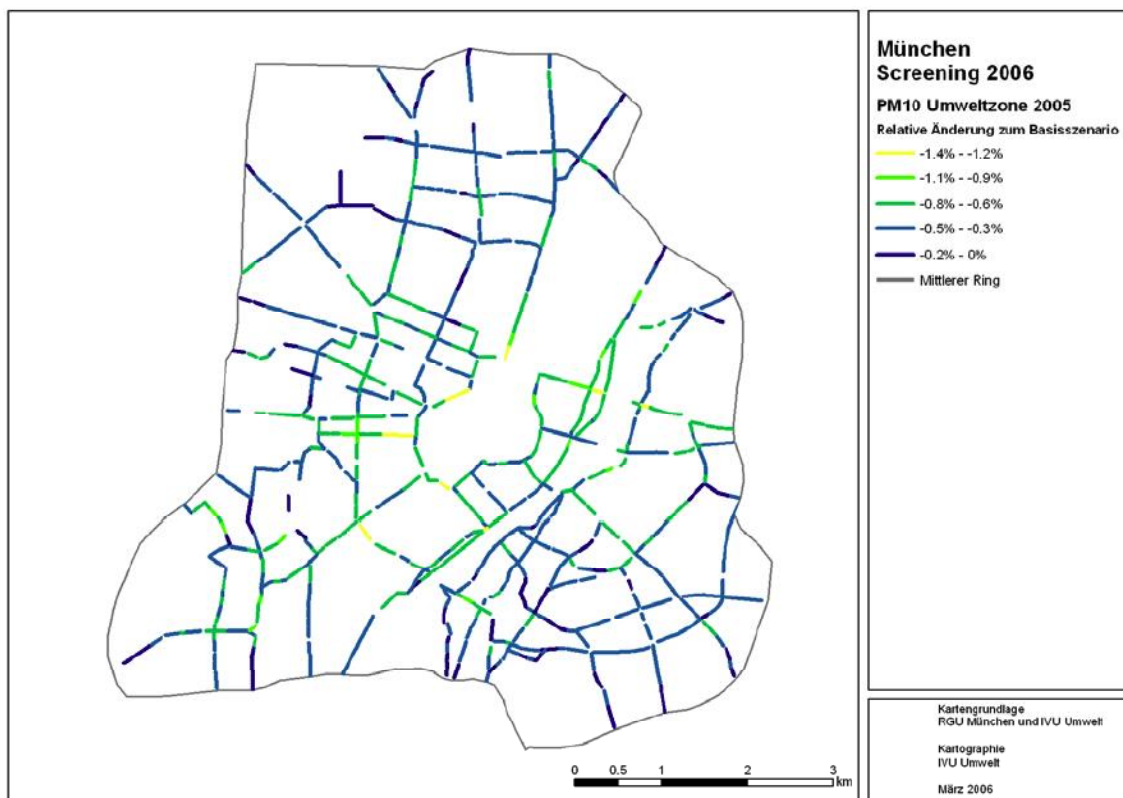 München
Screening 2006
PM10 Umweltzone 2005
Relative Änderung zum Basisszenario
-1.4% - -1.2%
-1.1% - -0.9%
-0.8% - -0.6%
-0.5% - -0.3%
-0.2% - 0%
Mittlerer Ring
0 0.5 1 2 3
km
Kartengrundlage
RGU München und IVU Umwelt
Kartographie
IVU Umwelt
März 2006